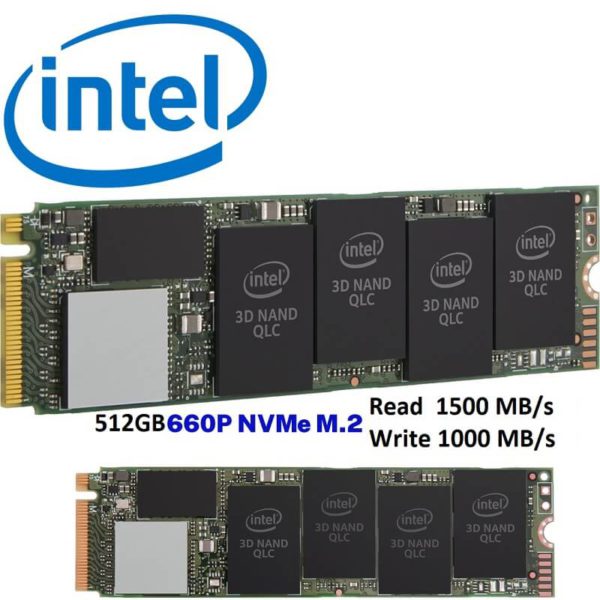 intel
M
intel
3D NAND
QLC
intel
3D NAND
QLC
intel
3D NAND
QLC
intel
3D NAND
QLC
512GB 660P NVMe M.2
Read 1500 MB/s
Write 1000 MB/s
intel
3D NAND
QLC
intel
3D NAND
QLC
intel
3D NAND
QLC
intel
3D NAND
QLC